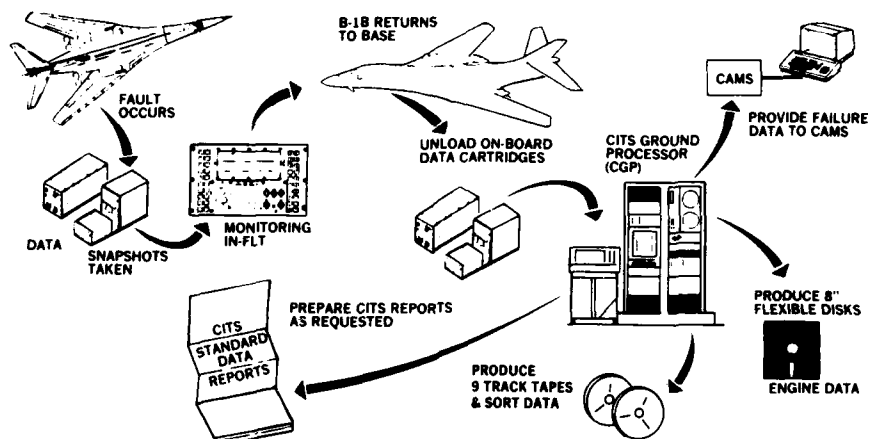 FAULT
OCCURS
DATA
SNAPSHOTS
TAKEN
MONITORING
IN-FLT
B-1B RETURNS
TO BASE
UNLOAD ON-BOARD
DATA CARTRIDGES
CITS GROUND
PROCESSOR
(CGP)
CAMS
PROVIDE FAILURE
DATA TO CAMS
PRODUCE 8"
FLEXIBLE DISKS
ENGINE DATA
PRODUCE
9 TRACK TAPES
& SORT DATA
PREPARE CITS REPORTS
AS REQUESTED
CITS
STANDARD
DATA
REPORTS